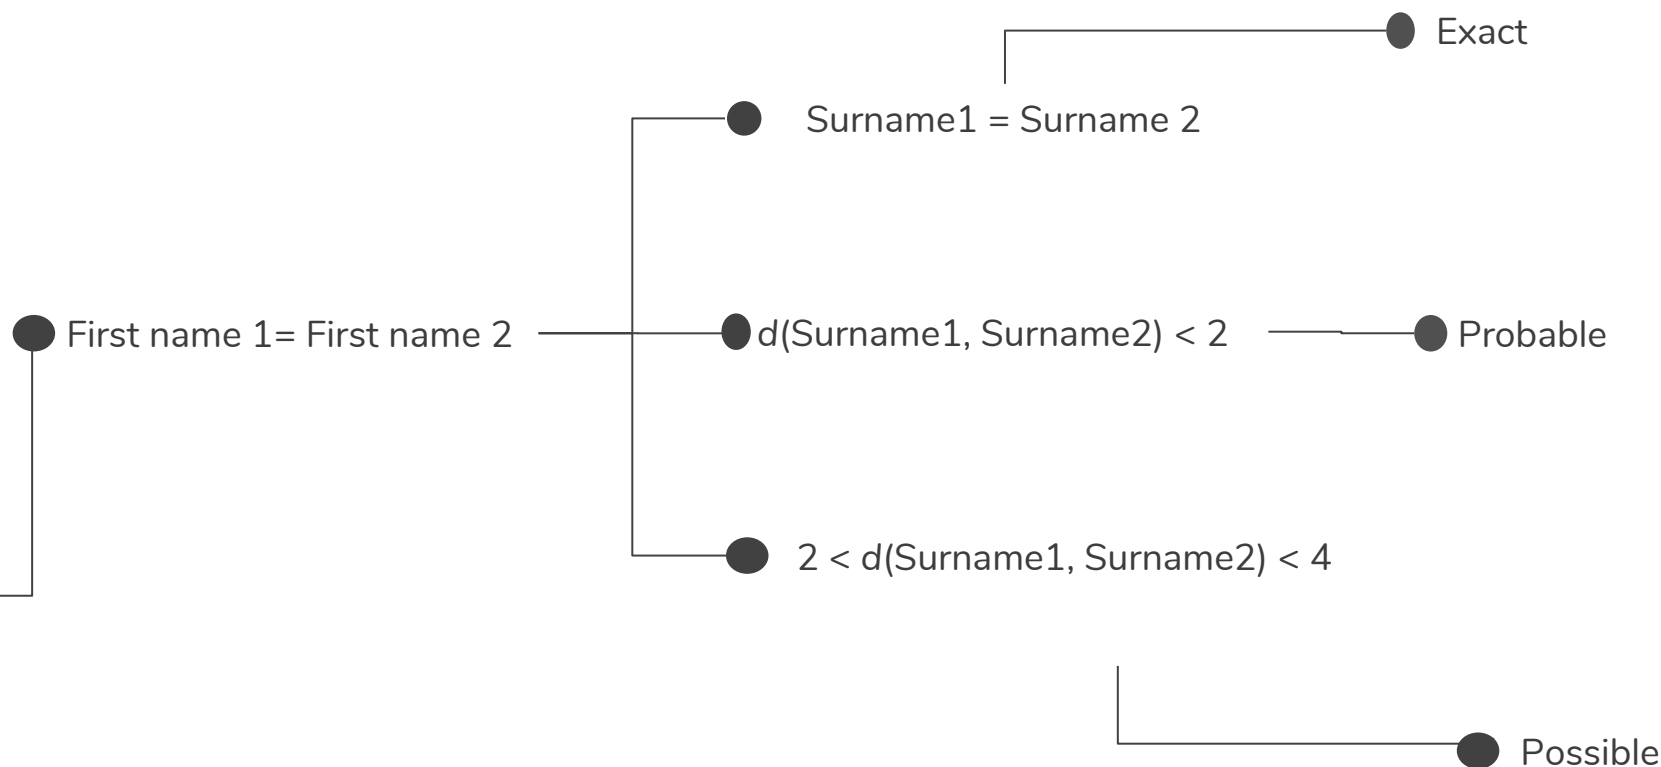 Exact
Surname1 = Surname 2
First name 1= First name 2
d(Surname1, Surname2) < 2
Probable
2 < d(Surname1, Surname2) < 4
Possible